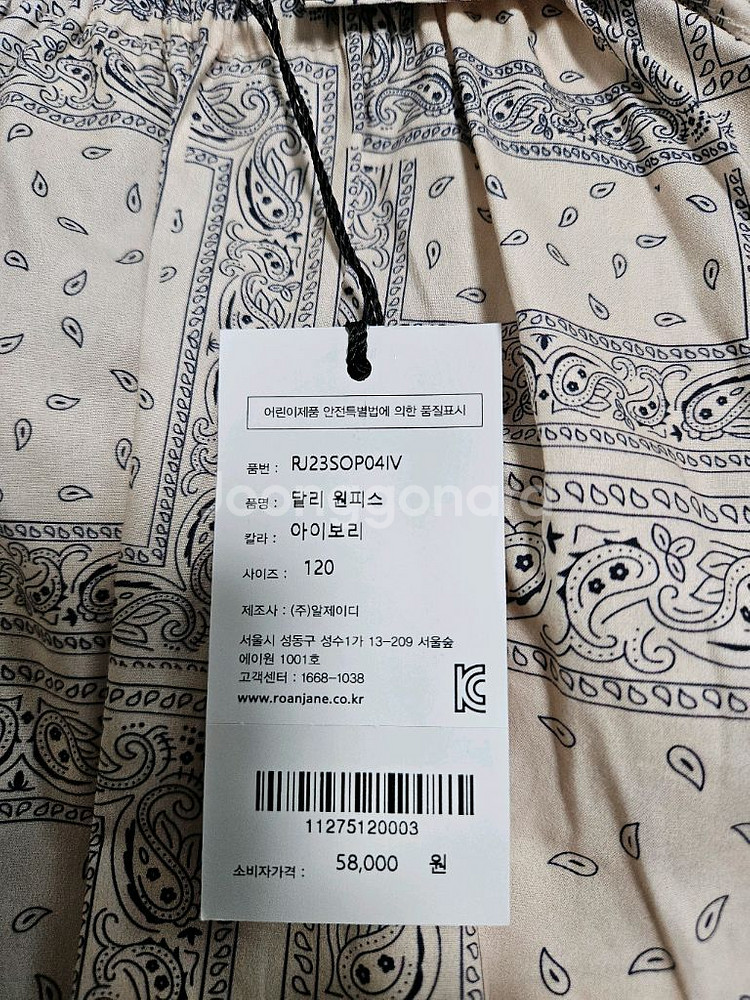 어린이제품 안전특별법에 의한 품질표시
품번 : RJ23SOP04IV
품명 : 달리 원피스
칼라 : 아이보리
사이즈 : 120
제조사 : (주)알제이디
서울시 성동구 성수1가 13-209 서울숲
에이원 1001호
고객센터 : 1668-1038
www.roanjane.co.kr
11275120003
소비자가격 : 58,000 원